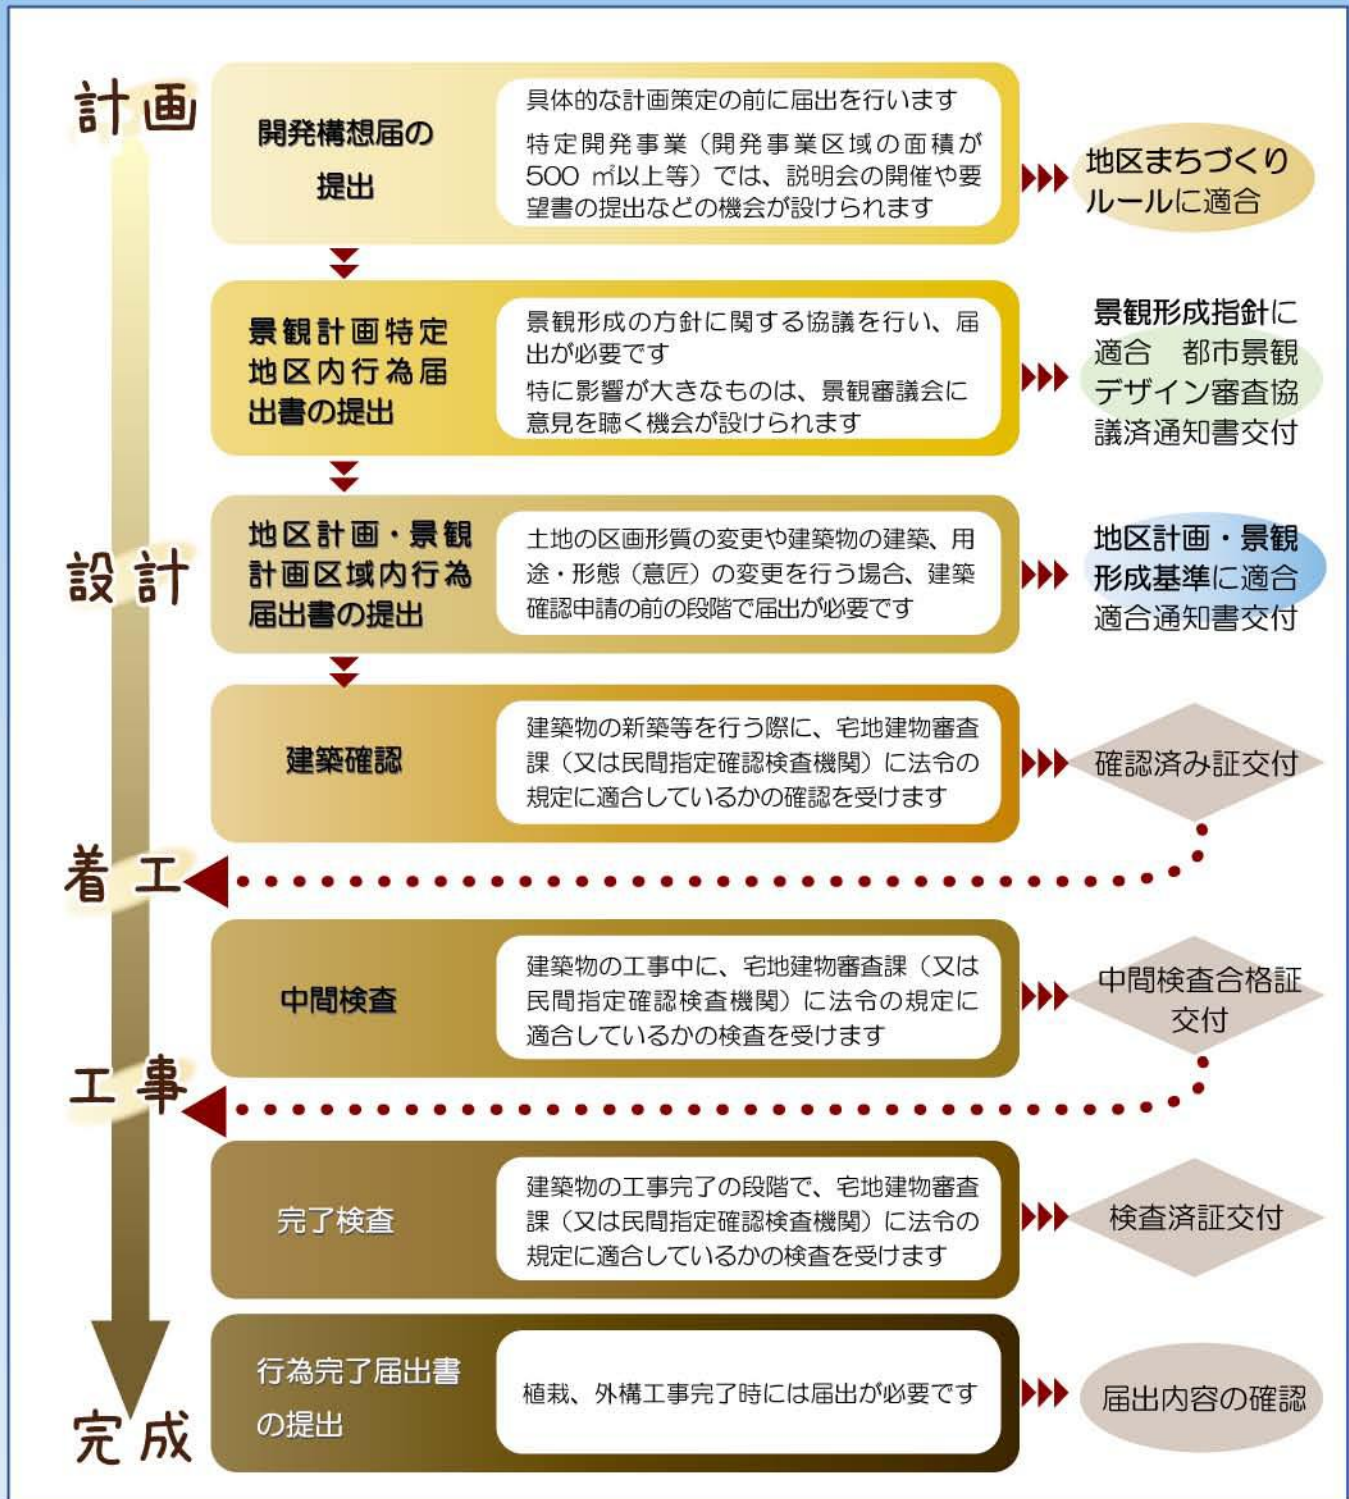 計画
開発構想届の
提出
具体的な計画策定の前に届出を行います
特定開発事業（開発事業区域の面積が
500 ㎡以上等）では、説明会の開催や要
望書の提出などの機会が設けられます
地区まちづくり
ルールに適合
景観計画特定
地区内行為届
出書の提出
景観形成の方針に関する協議を行い、届
出が必要です
特に影響が大きなものは、景観審議会に
意見を聴く機会が設けられます
景観形成指針に
適合　都市景観
デザイン審査協
議済通知書交付
設計
地区計画・景観
計画区域内行為
届出書の提出
土地の区画形質の変更や建築物の建築、用
途・形態（意匠）の変更を行う場合、建築
確認申請の前の段階で届出が必要です
地区計画・景観
形成基準に適合
適合通知書交付
建築確認
建築物の新築等を行う際に、宅地建物審査
課（又は民間指定確認検査機関）に法令の
規定に適合しているかの確認を受けます
確認済み証交付
着工
中間検査
建築物の工事中に、宅地建物審査課（又は
民間指定確認検査機関）に法令の規定に
適合しているかの検査を受けます
中間検査合格証
交付
工事
完了検査
建築物の工事完了の段階で、宅地建物審査
課（又は民間指定確認検査機関）に法令の
規定に適合しているかの検査を受けます
検査済証交付
行為完了届出書
の提出
植栽、外構工事完了時には届出が必要です
届出内容の確認
完成